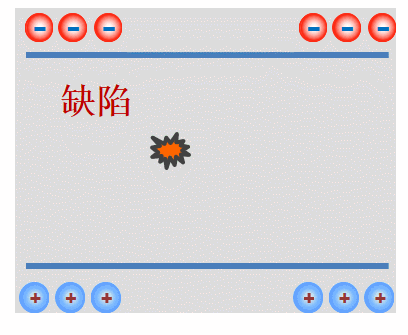 - - - - - -
缺陷
+ + + + + +